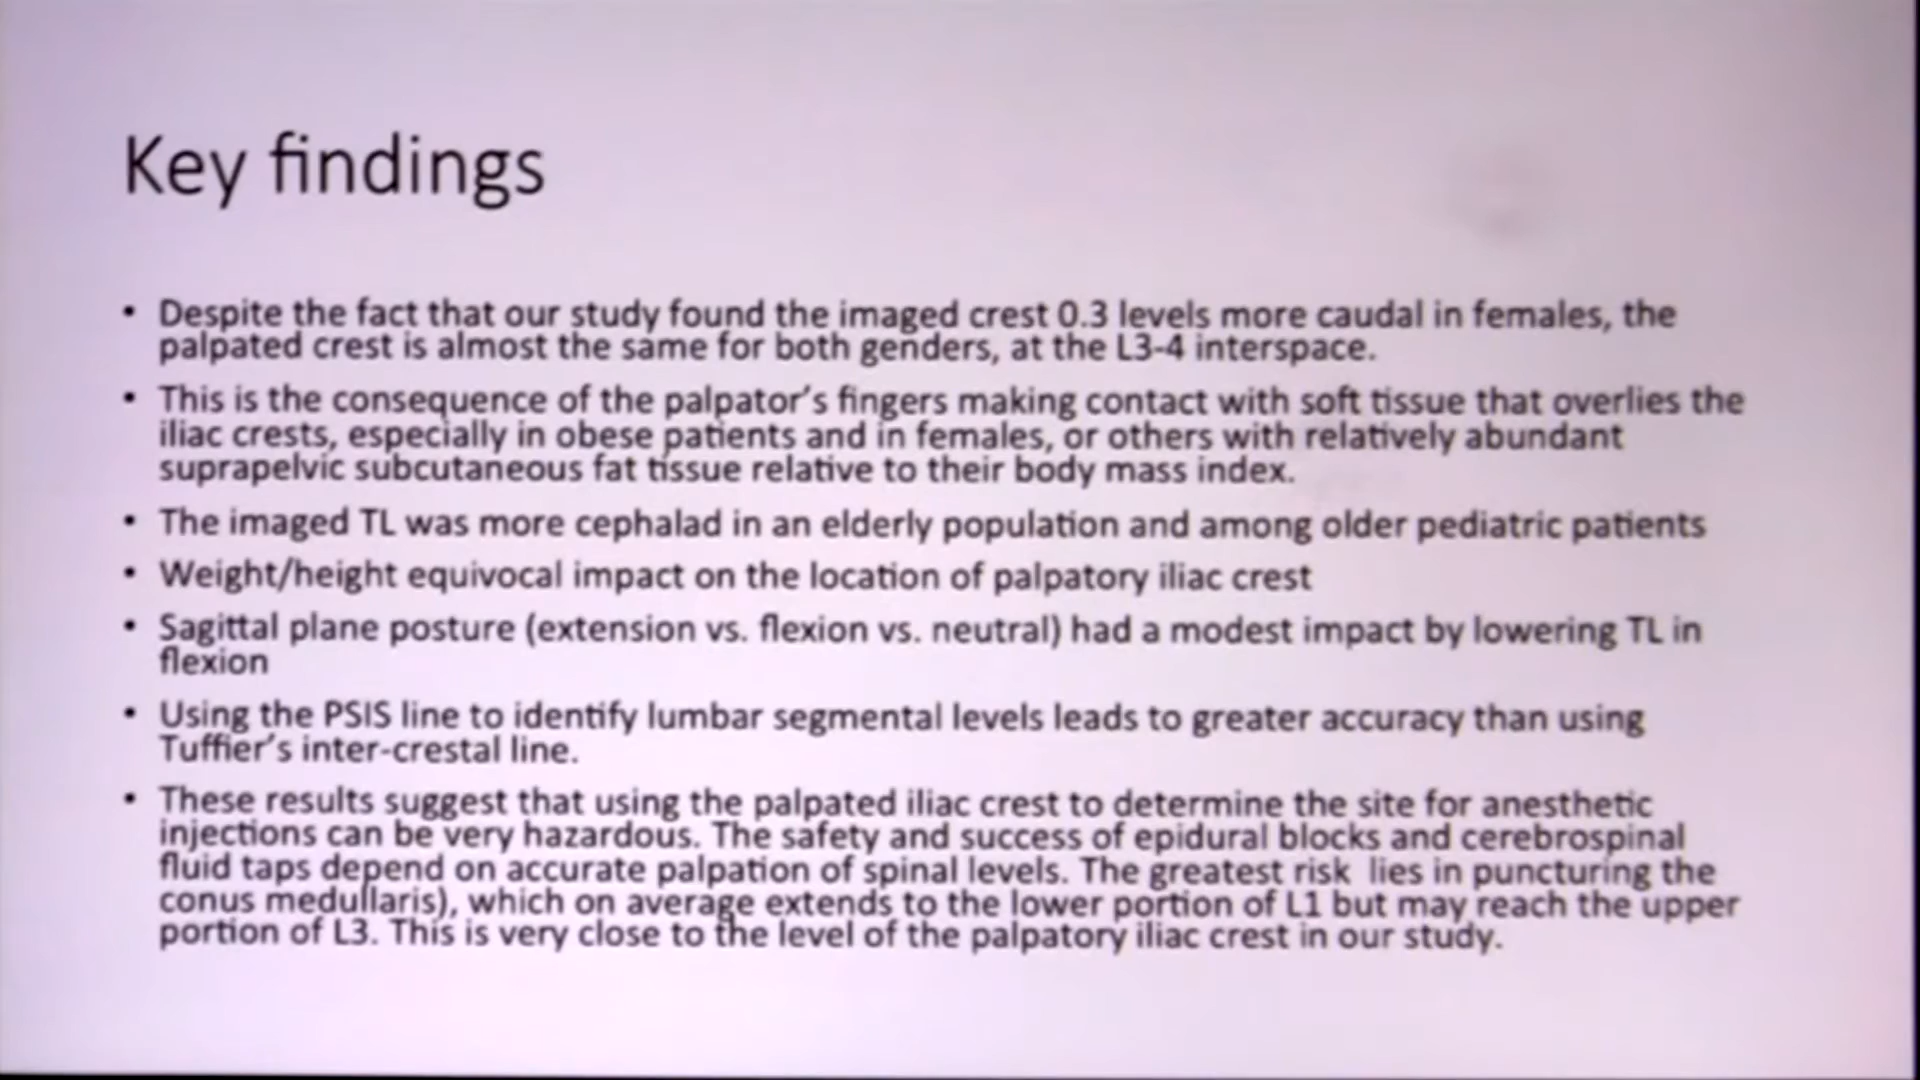 Key findings
• Despite the fact that our study found the imaged crest 0.3 levels more caudal in females, the
palpated crest is almost the same for both genders, at the L3-4 interspace.
• This is the consequence of the palpator's fingers making contact with soft tissue that overlies the
iliac crests, especially in obese patients and in females, or others with relatively abundant
suprapelvic subcutaneous fat tissue relative to their body mass index.
• The imaged TL was more cephalad in an elderly population and among older pediatric patients
• Weight/height equivocal impact on the location of palpatory iliac crest
• Sagittal plane posture (extension vs. flexion vs. neutral) had a modest impact by lowering TL in
flexion
• Using the PSIS line to identify lumbar segmental levels leads to greater accuracy than using
Tuffier's inter-crestal line.
• These results suggest that using the palpated iliac crest to determine the site for anesthetic
injections can be very hazardous. The safety and success of epidural blocks and cerebrospinal
fluid taps depend on accurate palpation of spinal levels. The greatest risk  lies in puncturing the
conus medullaris), which on average extends to the lower portion of L1 but may reach the upper
portion of L3. This is very close to the level of the palpatory iliac crest in our study.